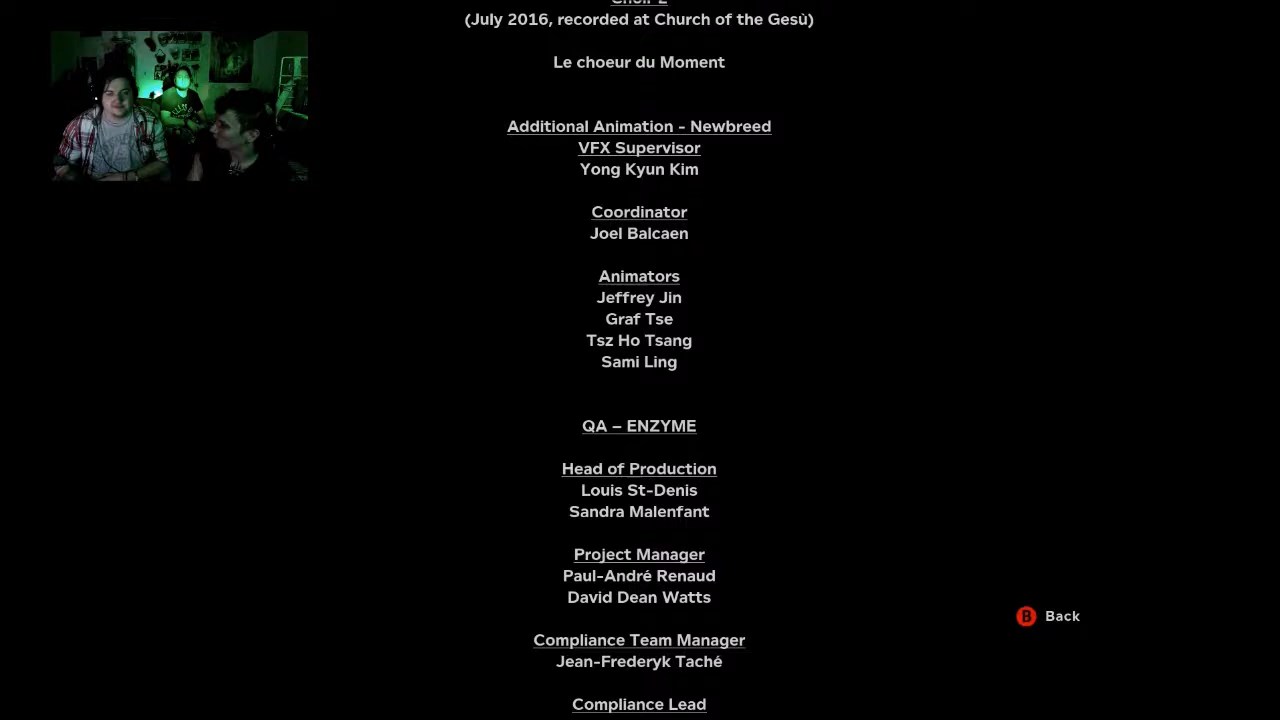 Choir 2
(July 2016, recorded at Church of the Gesù)
Le choeur du Moment
Additional Animation - Newbreed
VFX Supervisor
Yong Kyun Kim
Coordinator
Joel Balcaen
Animators
Jeffrey Jin
Graf Tse
Tsz Ho Tsang
Sami Ling
QA – ENZYME
Head of Production
Louis St-Denis
Sandra Malenfant
Project Manager
Paul-André Renaud
David Dean Watts
B Back
Compliance Team Manager
Jean-Frederyk Taché
Compliance Lead